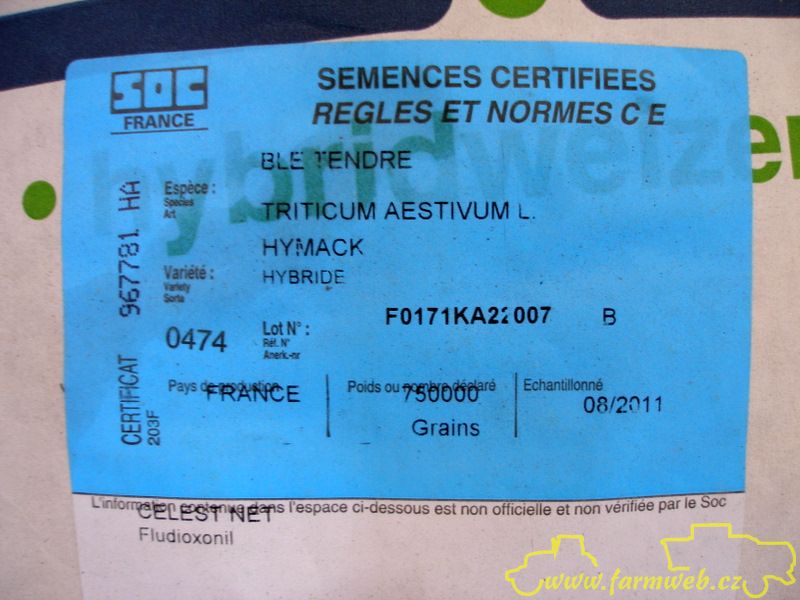 SOC
FRANCE
SEMENCES CERTIFIEES
REGLES ET NORMES C E
hybridweizen
BLE TENDRE
Espèce :
Species
Art
TRITICUM AESTIVUM L.
HYMACK
Variété :
Variety
Sorte
HYBRIDE
CERTIFICAT 967781 HA
203F
0474
Lot N° :
Réf. N°
Anerk.-nr
F0171KA22007 B
Pays de production
FRANCE
Poids ou nombre déclaré
750000
Grains
Echantillonné
08/2011
L'information contenue dans l'espace ci-dessous est non officielle et non vérifiée par le Soc
CELEST NET
Fludioxonil
www.farmweb.cz